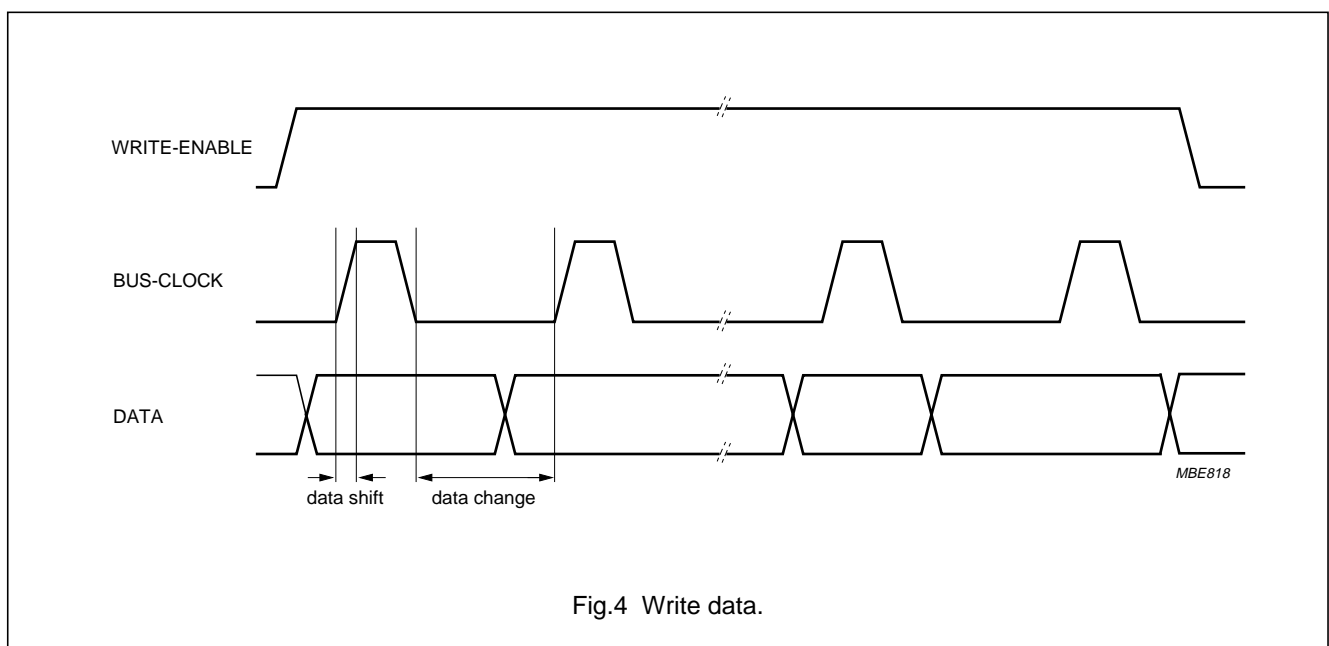 WRITE-ENABLE
BUS-CLOCK
DATA
MBE818
data shift
data change
Fig.4 Write data.